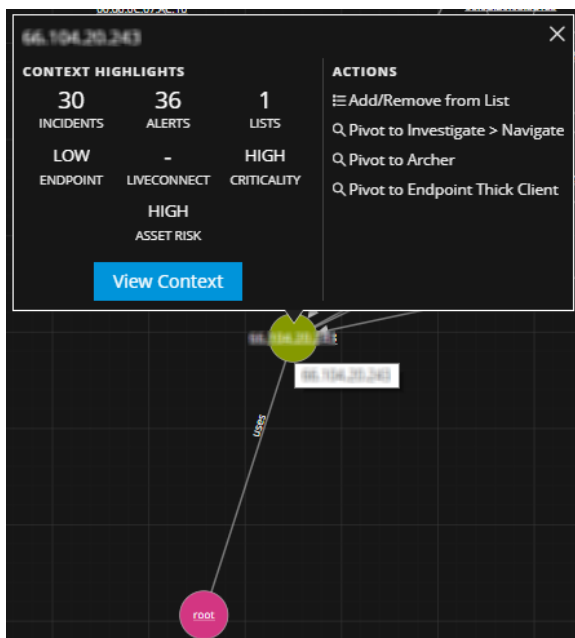 CONTEXT HIGHLIGHTS
30
INCIDENTS
36
ALERTS
1
LISTS
LOW
ENDPOINT
-
LIVECONNECT
HIGH
CRITICALITY
HIGH
ASSET RISK
View Context
ACTIONS
Add/Remove from List
Pivot to Investigate > Navigate
Pivot to Archer
Pivot to Endpoint Thick Client
uses
root